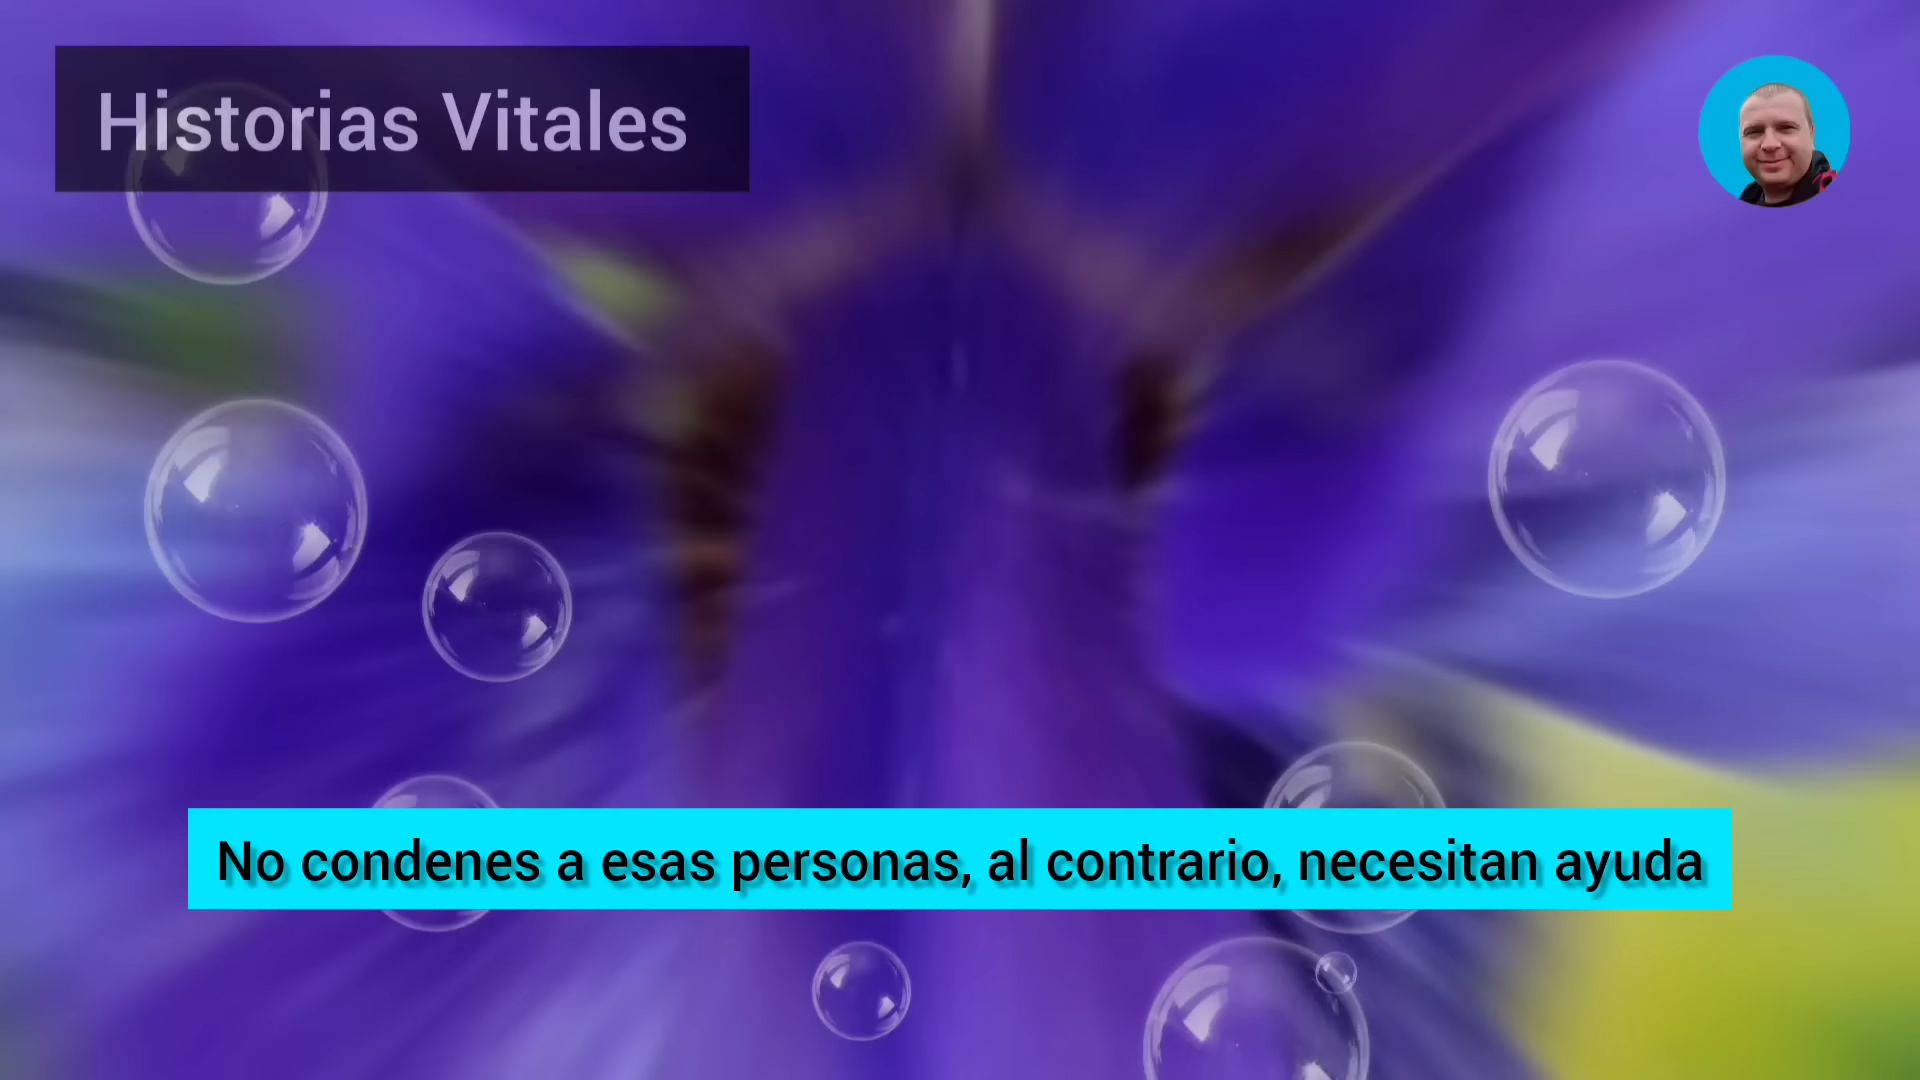 Historias Vitales
No condenes a esas personas, al contrario, necesitan ayuda